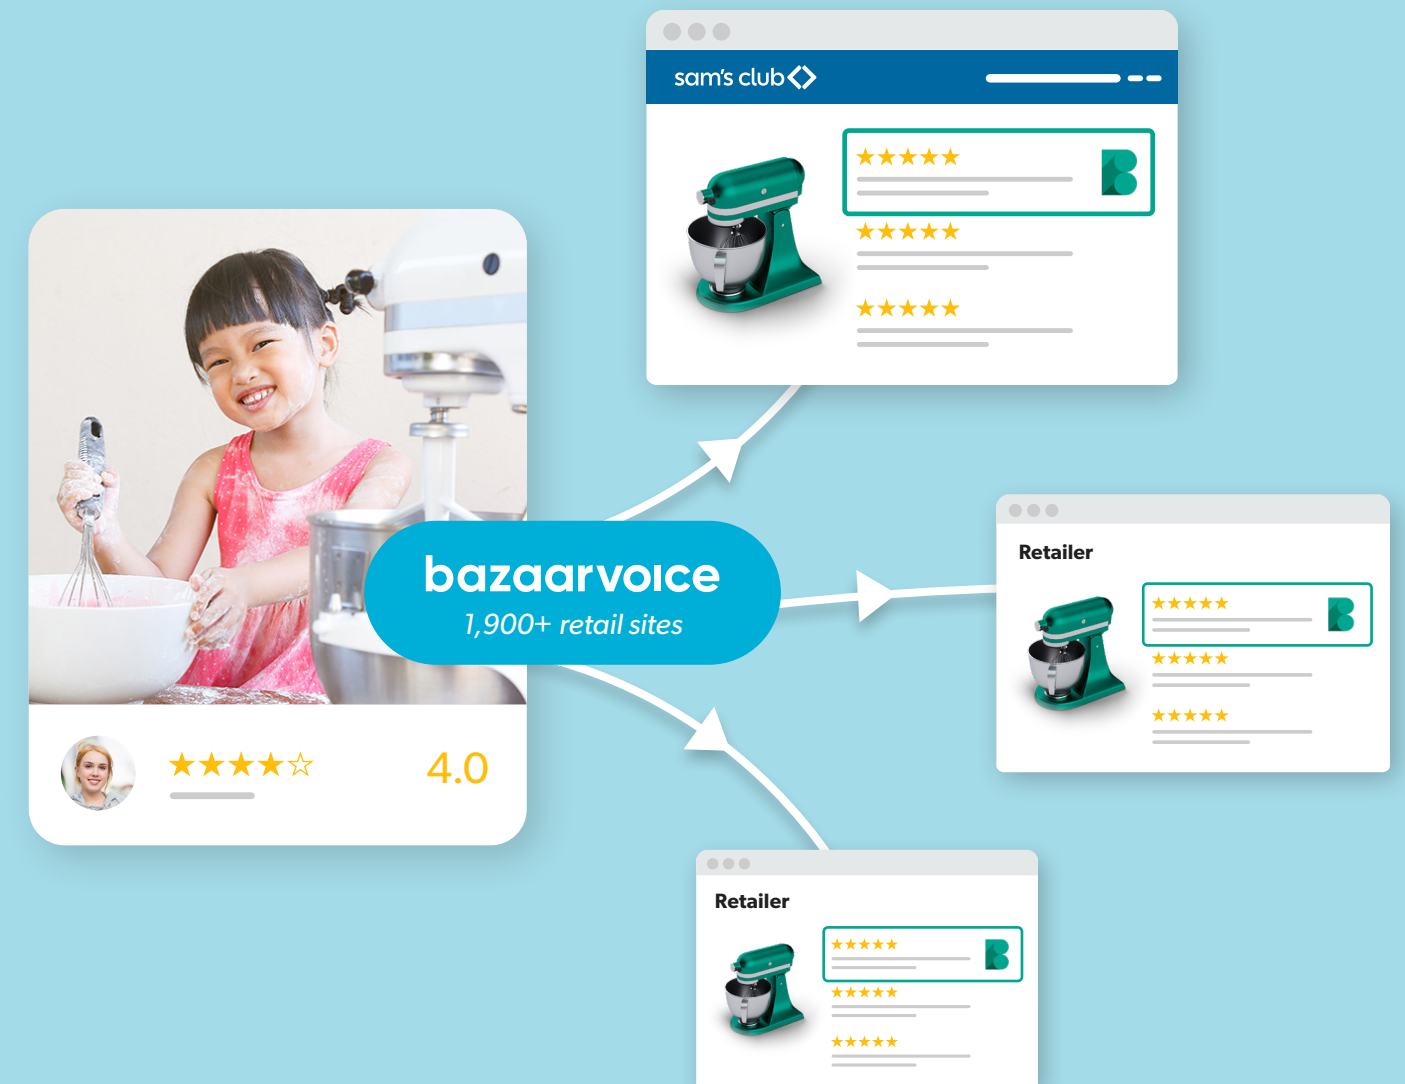 sam's club
bazaarvoice
1,900+ retail sites
4.0
Retailer
Retailer